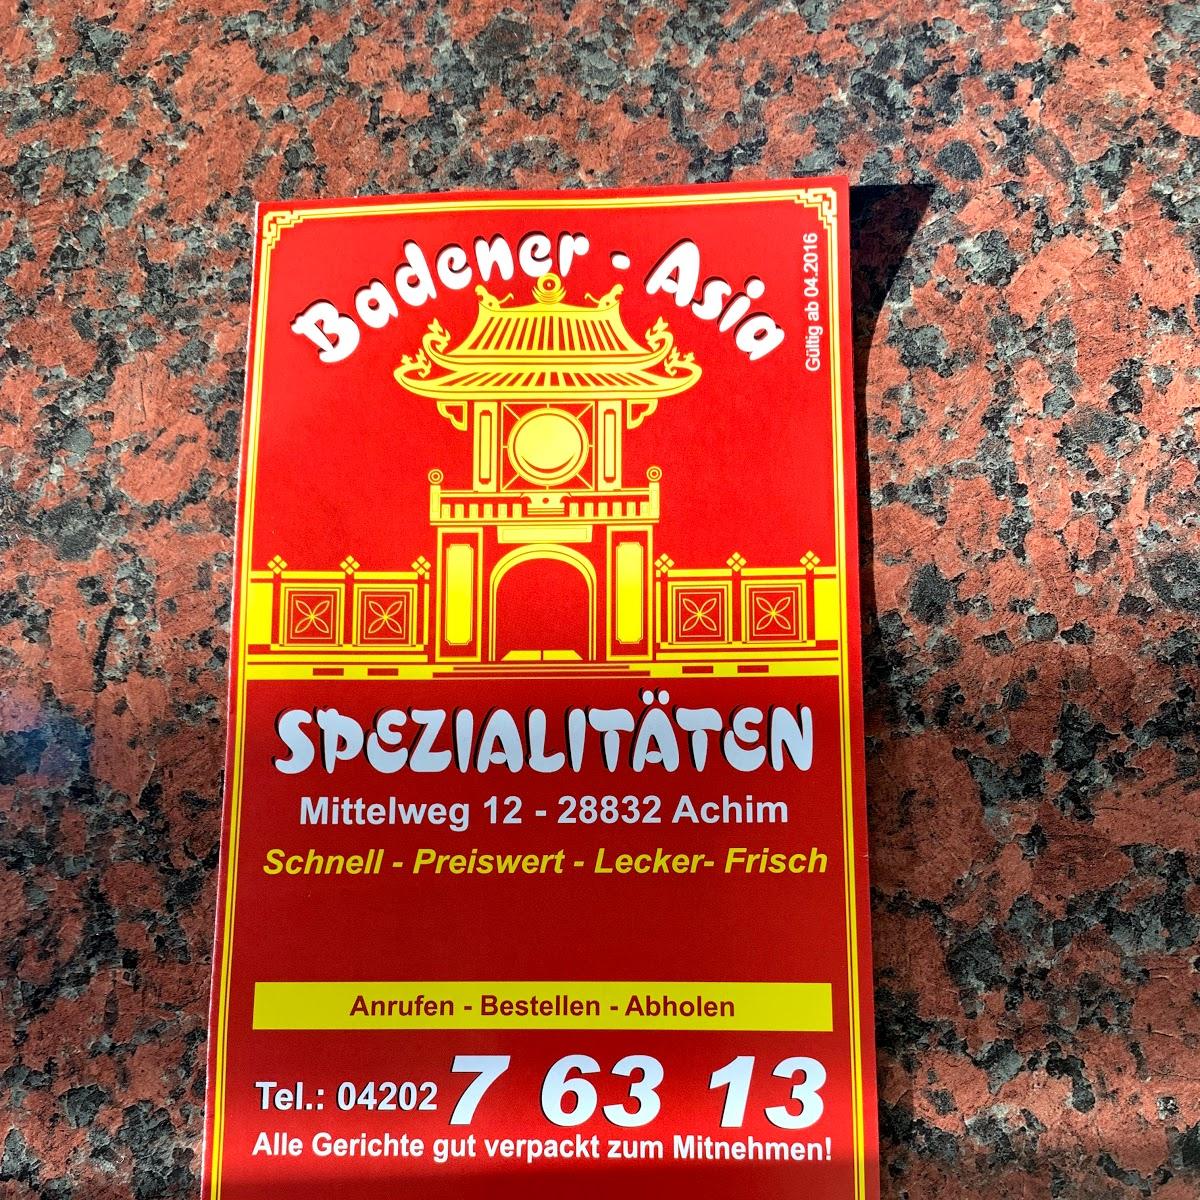 Badener - Asia
Gültig ab 04.2016
SPEZIALITÄTEN
Mittelweg 12 - 28832 Achim
Schnell - Preiswert - Lecker- Frisch
Anrufen - Bestellen - Abholen
Tel.: 04202 7 63 13
Alle Gerichte gut verpackt zum Mitnehmen!